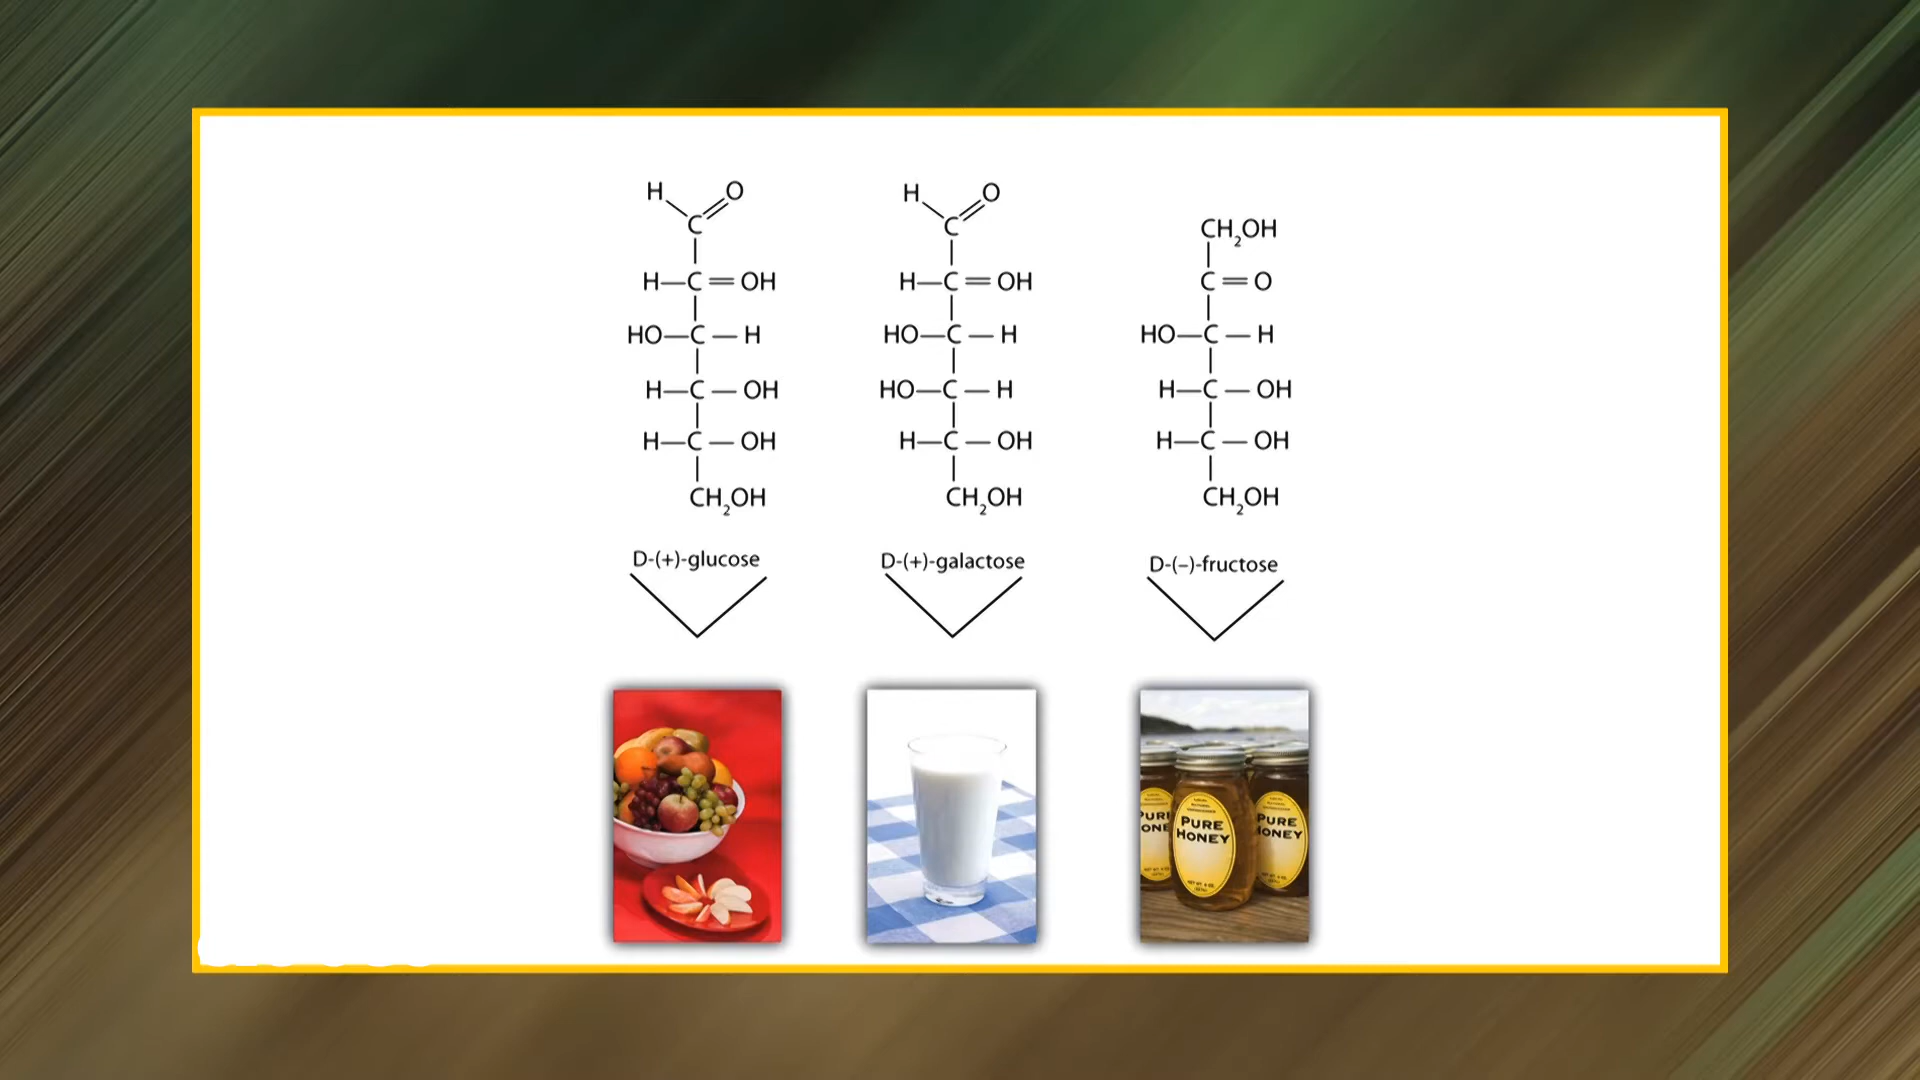 H O
C
H—C=OH
HO—C—H
H—C—OH
H—C—OH
CH₂OH
D-(+)-glucose
H O
C
H—C=OH
HO—C—H
HO—C—H
H—C—OH
CH₂OH
D-(+)-galactose
CH₂OH
C=O
HO—C—H
H—C—OH
H—C—OH
CH₂OH
D-(–)-fructose
PURE
HONEY
PURE
HONEY